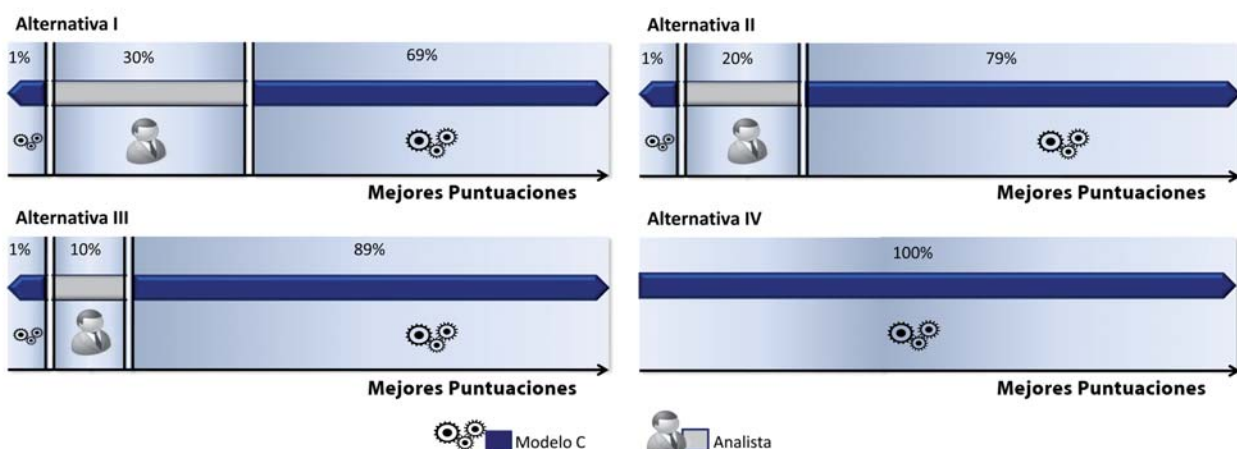 Alternativa I
1% 30% 69%
Mejores Puntuaciones
Alternativa II
1% 20% 79%
Mejores Puntuaciones
Alternativa III
1% 10% 89%
Mejores Puntuaciones
Alternativa IV
100%
Mejores Puntuaciones
Modelo C Analista